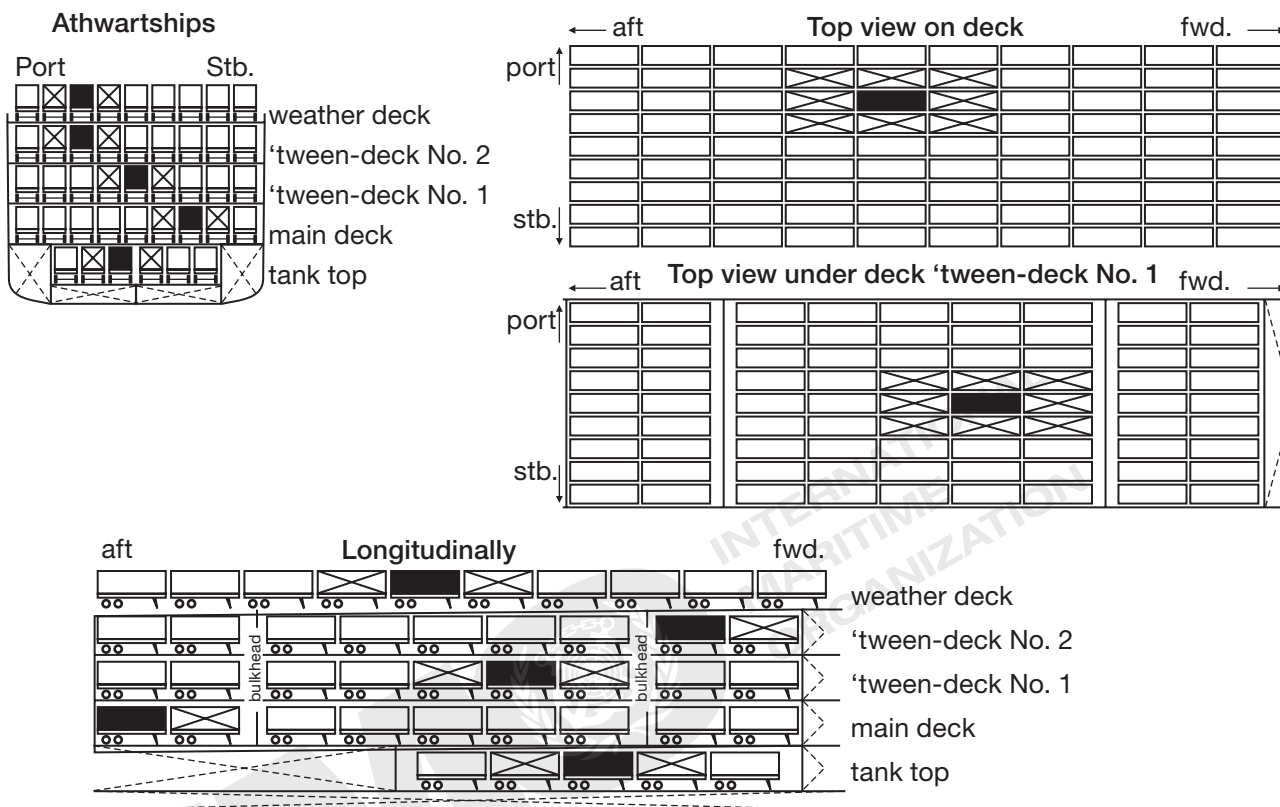 Athwartships
Port Stb.
weather deck
‘tween-deck No. 2
‘tween-deck No. 1
main deck
tank top
aft Top view on deck fwd.
port
stb.
aft Top view under deck ‘tween-deck No. 1 fwd.
port
stb.
INTERNATIONAL
MARITIME
ORGANIZATION
aft Longitudinally fwd.
bulkhead
bulkhead
weather deck
‘tween-deck No. 2
‘tween-deck No. 1
main deck
tank top